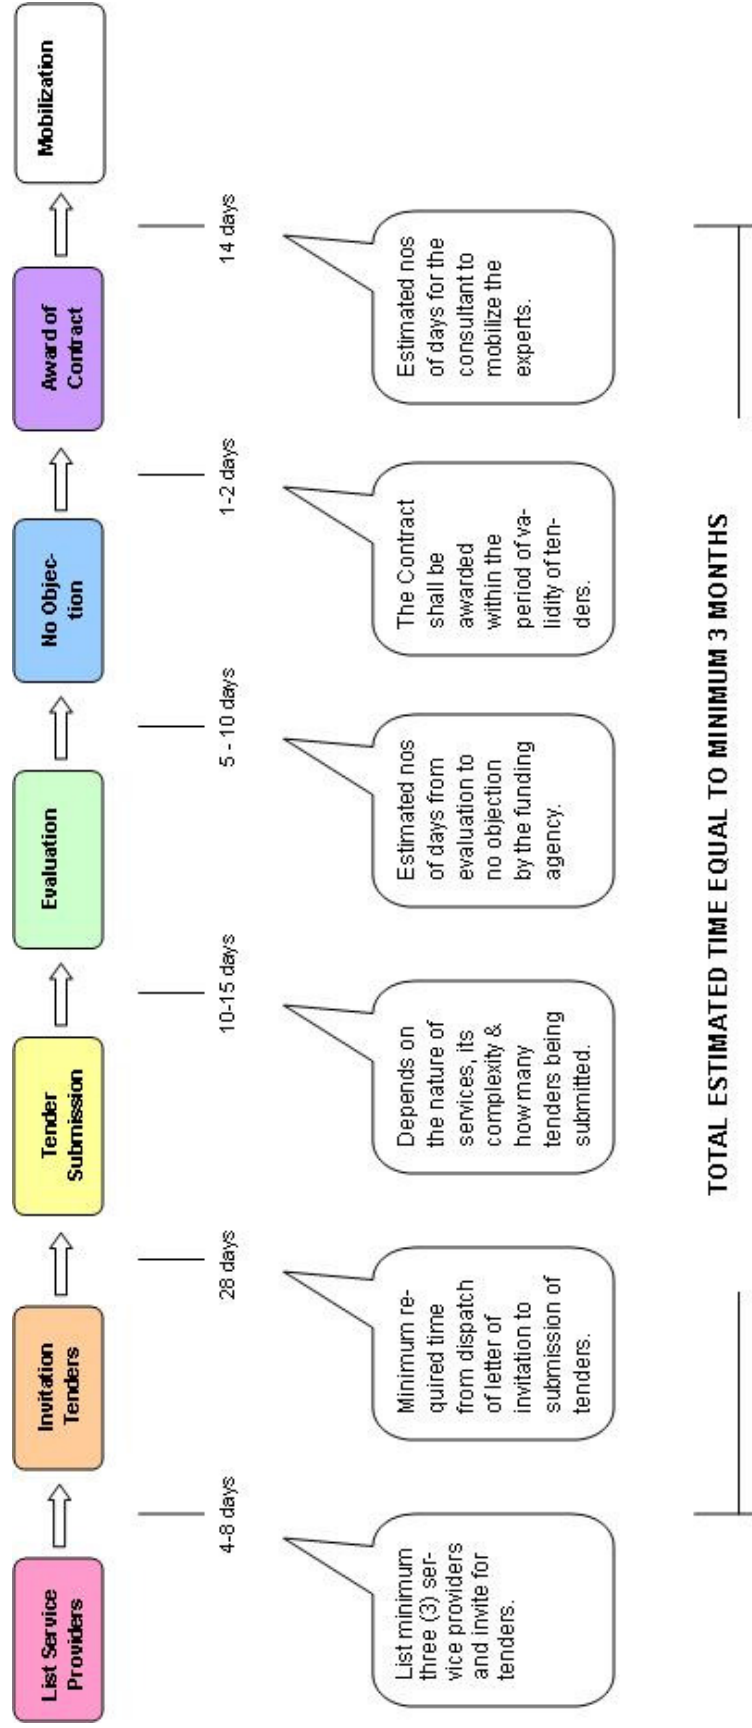 List Service
Providers
Invitation
Tenders
Tender
Submission
Evaluation
No Objec-
tion
Award of
Contract
Mobilization
4-8 days
28 days
10-15 days
5 - 10 days
1-2 days
14 days
List minimum
three (3) ser-
vice providers
and invite for
tenders.
Minimum re-
quired time
from dispatch
of letter of
invitation to
submission of
tenders.
Depends on
the nature of
services, its
complexity &
how many
tenders being
submitted.
Estimated nos
of days from
evaluation to
no objection
by the funding
agency.
The Contract
shall be
awarded
within the
period of va-
lidity of ten-
ders.
Estimated nos
of days for the
consultant to
mobilize the
experts.
TOTAL ESTIMATED TIME EQUAL TO MINIMUM 3 MONTHS